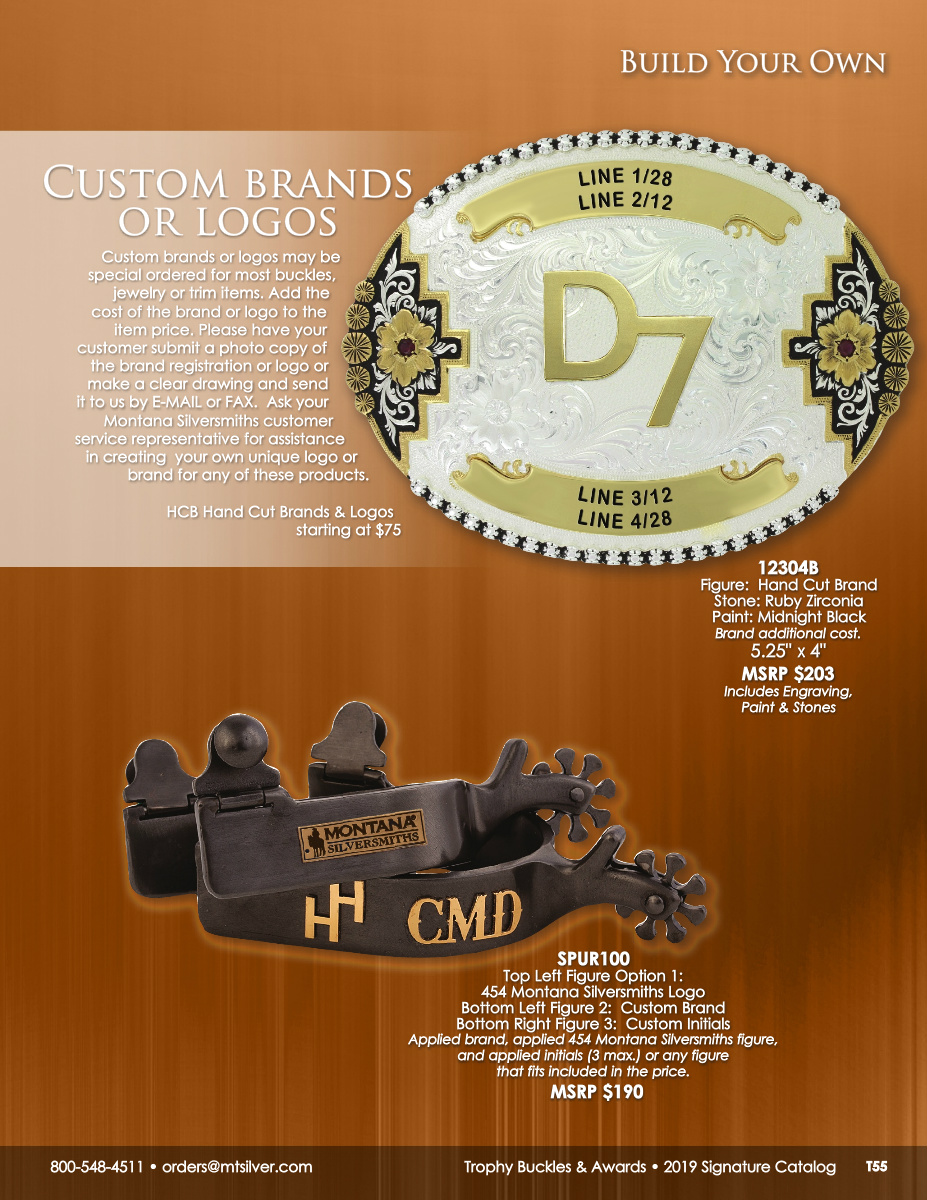 BUILD YOUR OWN
CUSTOM BRANDS
OR LOGOS
Custom brands or logos may be
special ordered for most buckles,
jewelry or trim items. Add the
cost of the brand or logo to the
item price. Please have your
customer submit a photo copy of
the brand registration or logo or
make a clear drawing and send
it to us by E-MAIL or FAX.  Ask your
Montana Silversmiths customer
service representative for assistance
in creating  your own unique logo or
brand for any of these products.
HCB Hand Cut Brands & Logos
starting at $75
LINE 1/28
LINE 2/12
D7
LINE 3/12
LINE 4/28
12304B
Figure:  Hand Cut Brand
Stone: Ruby Zirconia
Paint: Midnight Black
Brand additional cost.
5.25" x 4"
MSRP $203
Includes Engraving,
Paint & Stones
MONTANA®
SILVERSMITHS
HH CMD
SPUR100
Top Left Figure Option 1:
454 Montana Silversmiths Logo
Bottom Left Figure 2:  Custom Brand
Bottom Right Figure 3:  Custom Initials
Applied brand, applied 454 Montana Silversmiths figure,
and applied initials (3 max.) or any figure
that fits included in the price.
MSRP $190
800-548-4511 • orders@mtsilver.com
Trophy Buckles & Awards • 2019 Signature Catalog T55